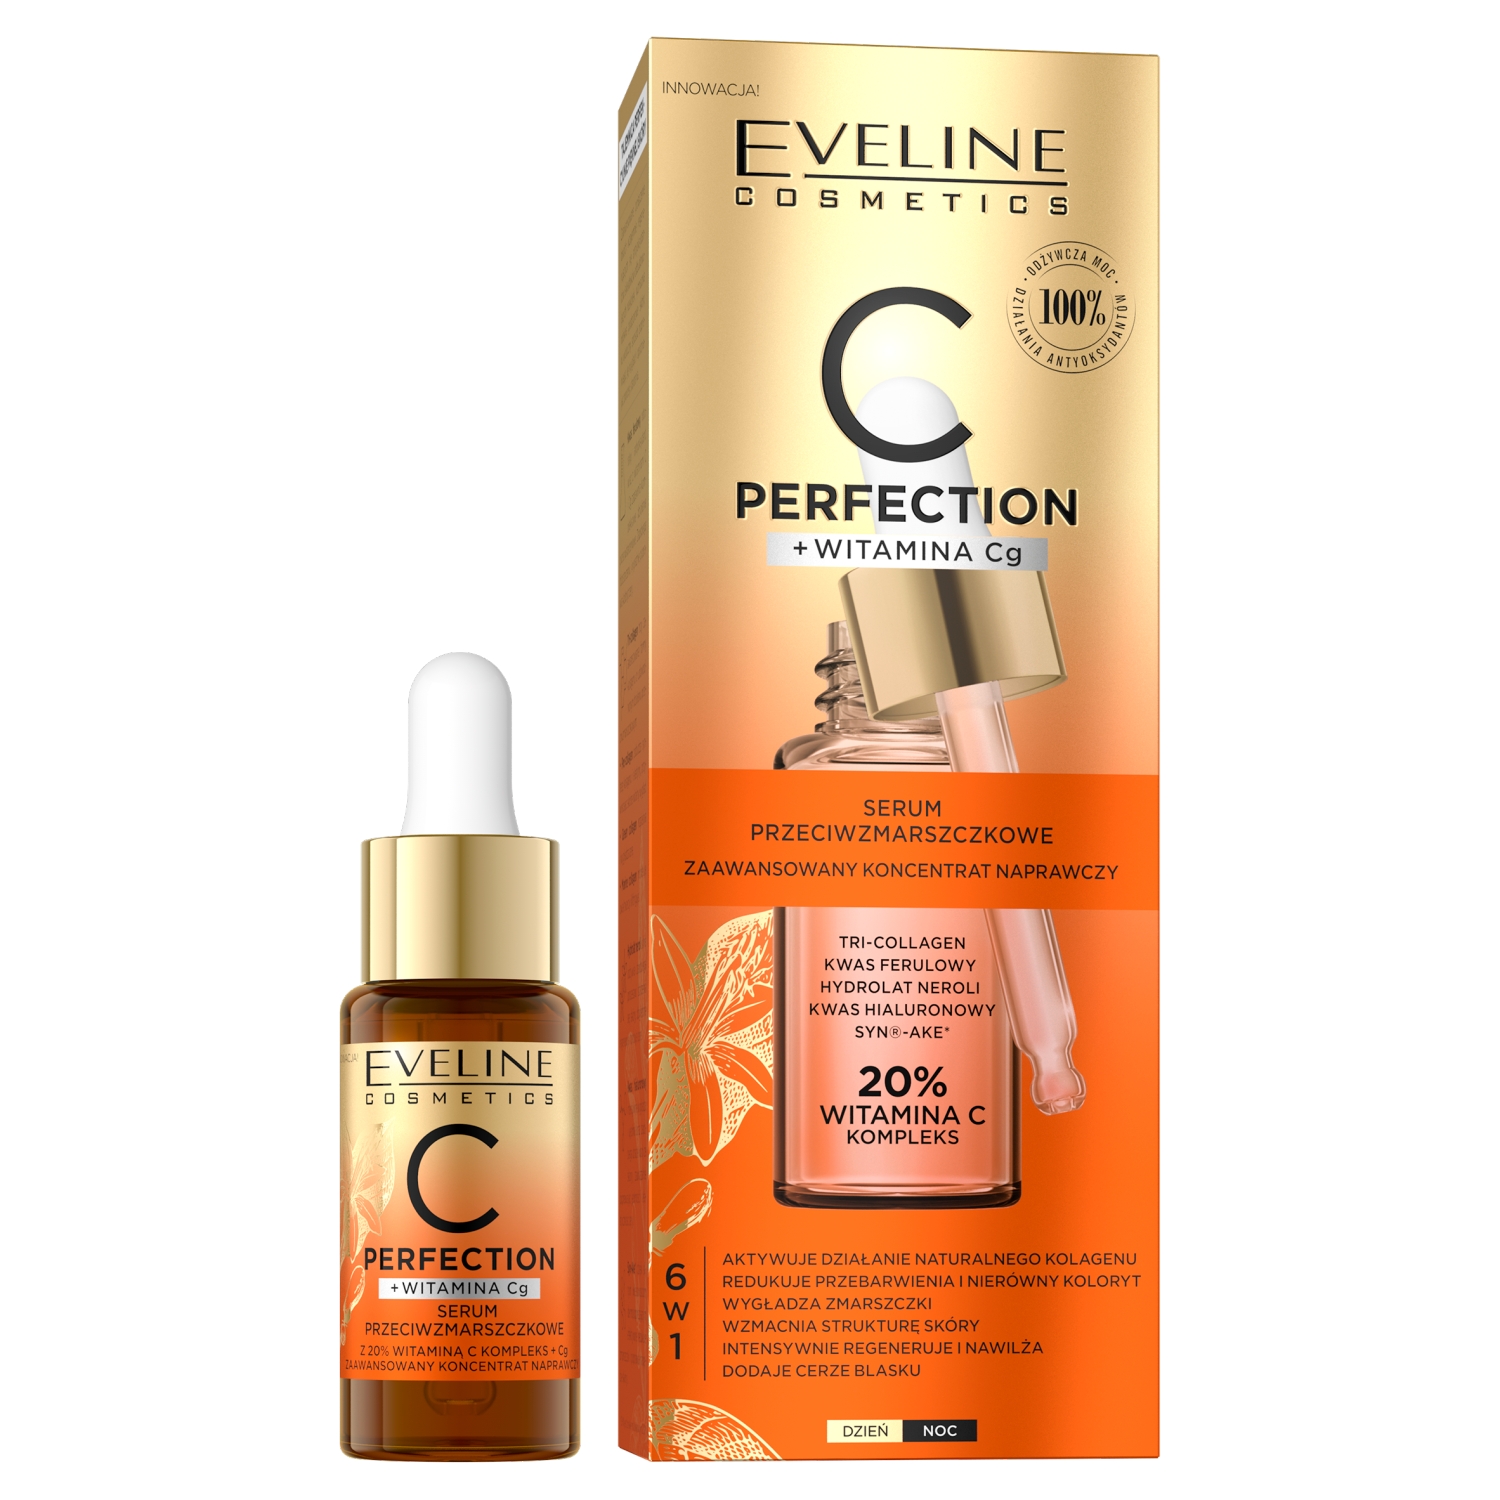 INNOWACJA!
EVELINE
COSMETICS
ODŻYWCZA MOC
100%
DZIAŁANIA ANTYOKSYDANTÓW
C
PERFECTION
+ WITAMINA Cg
SERUM
PRZECIWZMARSZCZKOWE
ZAAWANSOWANY KONCENTRAT NAPRAWCZY
TRI-COLLAGEN
KWAS FERULOWY
HYDROLAT NEROLI
KWAS HIALURONOWY
SYN®-AKE*
20%
WITAMINA C
KOMPLEKS
6
W
1
AKTYWUJE DZIAŁANIE NATURALNEGO KOLAGENU
REDUKUJE PRZEBARWIENIA I NIERÓWNY KOLORYT
WYGŁADZA ZMARSZCZKI
WZMACNIA STRUKTURĘ SKÓRY
INTENSYWNIE REGENERUJE I NAWILŻA
DODAJE CERZE BLASKU
DZIEŃ NOC
EVELINE
COSMETICS
C
PERFECTION
+WITAMINA Cg
SERUM
PRZECIWZMARSZCZKOWE
Z 20% WITAMINĄ C KOMPLEKS + Cg
ZAAWANSOWANY KONCENTRAT NAPRAWCZY